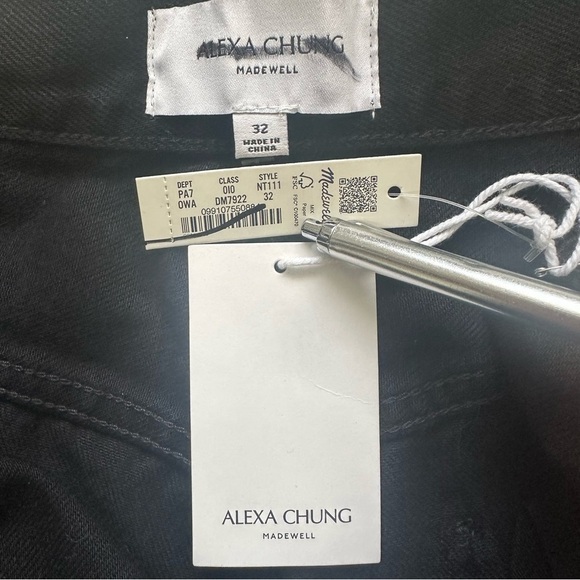 ALEXA CHUNG
MADEWELL
32
MADE IN
CHINA
DEPT CLASS STYLE
PA7 010 NT111
OWA DM7922 32
Madewell
ALEXA CHUNG
MADEWELL